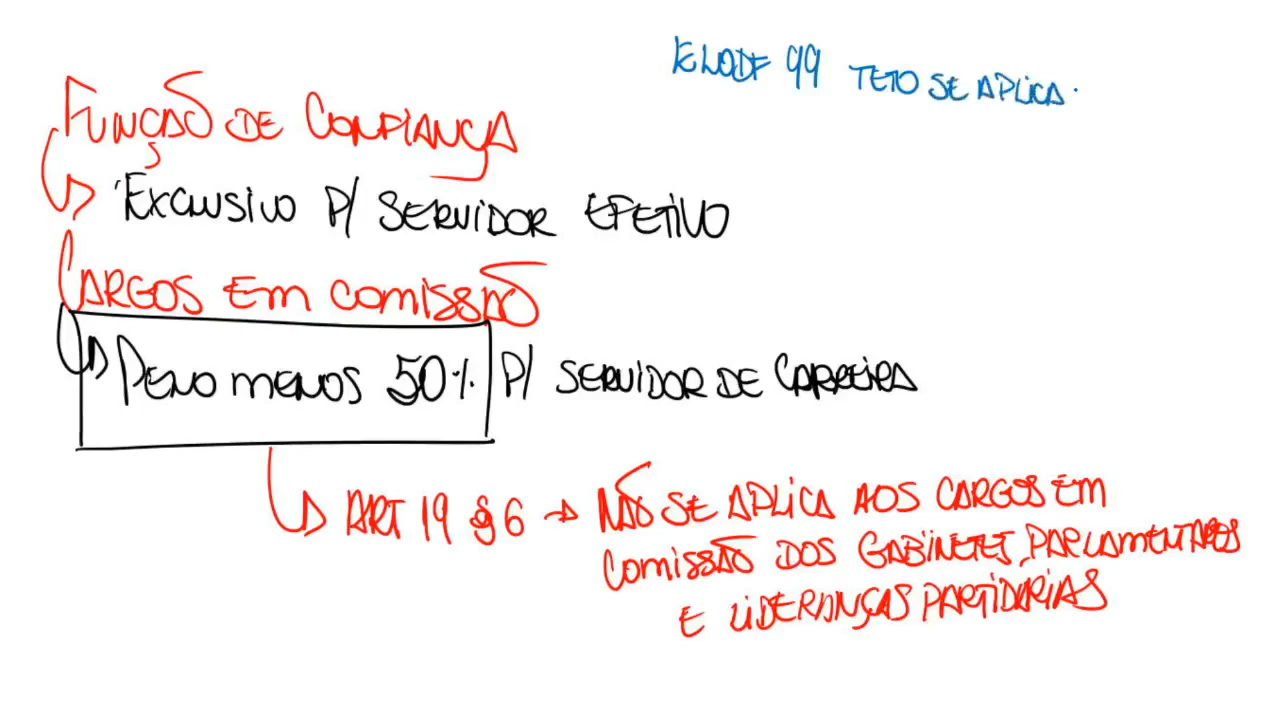 ELODF 99 TETO SE APLICA.
FUNÇÃO DE CONFIANÇA
EXCLUSIVO P/ SERVIDOR EFETIVO
CARGOS EM COMISSÃO
PELO MENOS 50% P/ SERVIDOR DE CARREIRA
ART 19 § 6 → NÃO SE APLICA AOS CARGOS EM
COMISSÃO DOS GABINETES PARLAMENTARES
E LIDERANÇAS PARTIDÁRIAS